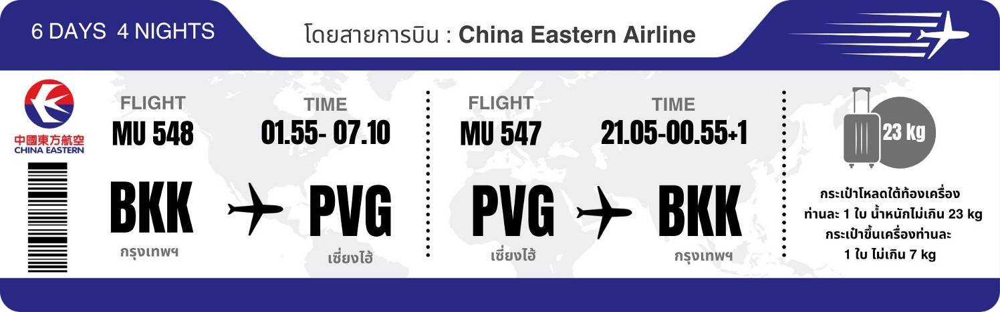 6 DAYS 4 NIGHTS
โดยสายการบิน : China Eastern Airline
中國東方航空
CHINA EASTERN
FLIGHT
MU 548
TIME
01.55- 07.10
BKK
กรุงเทพฯ
PVG
เซี่ยงไฮ้
FLIGHT
MU 547
TIME
21.05-00.55+1
PVG
เซี่ยงไฮ้
BKK
กรุงเทพฯ
23 kg
กระเป๋าโหลดใต้ท้องเครื่อง
ท่านละ 1 ใบ น้ำหนักไม่เกิน 23 kg
กระเป๋าขึ้นเครื่องท่านละ
1 ใบ ไม่เกิน 7 kg